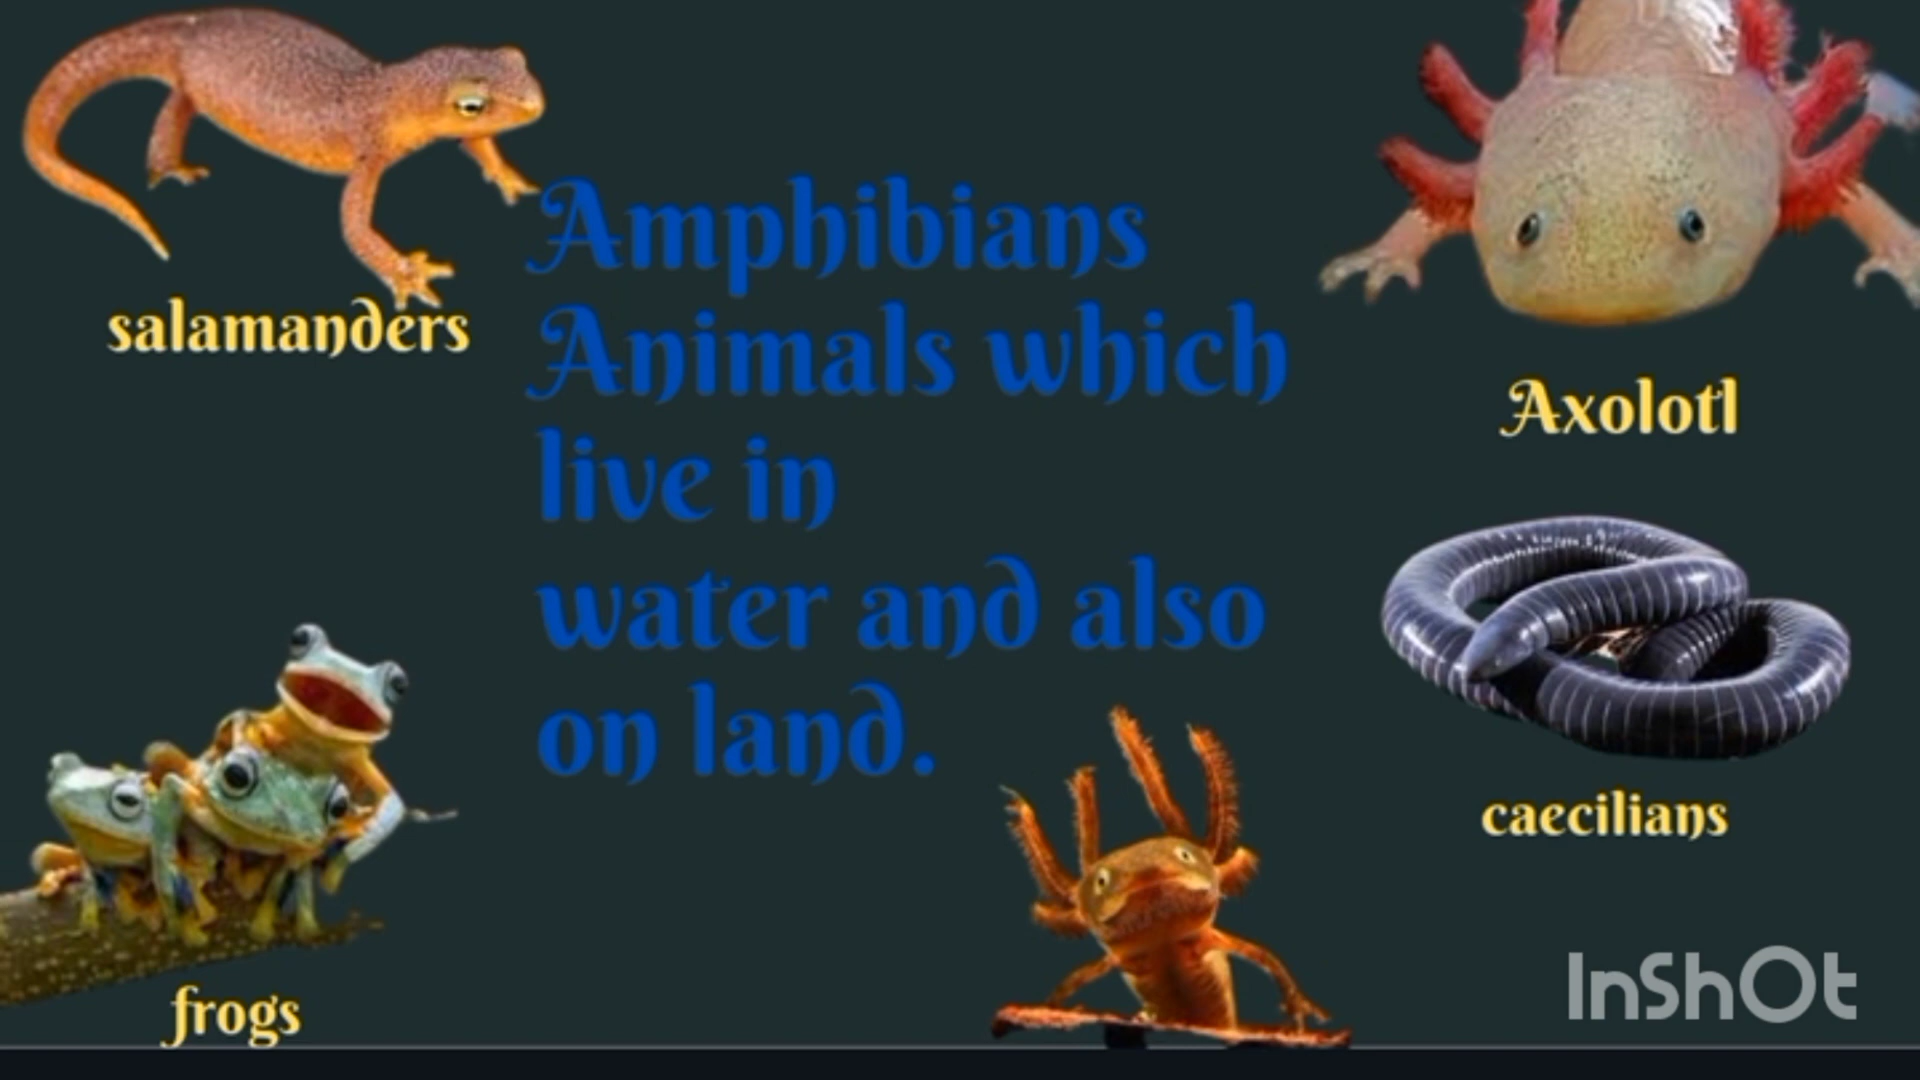 salamanders
Amphibians
Animals which
live in
water and also
on land.
Axolotl
caecilians
frogs
InShOt